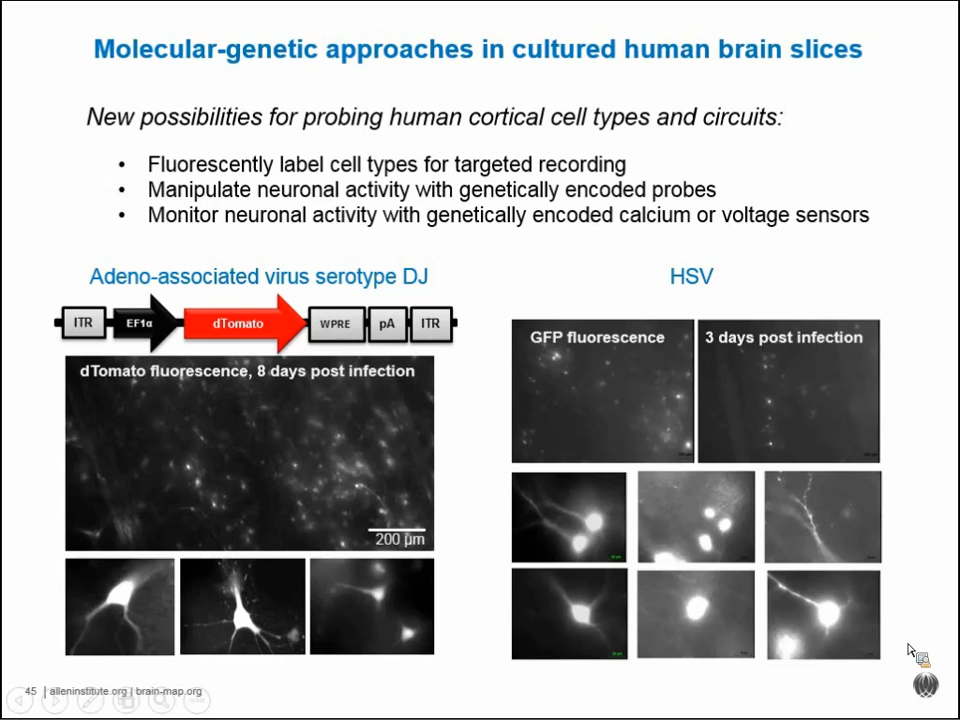 Molecular-genetic approaches in cultured human brain slices
New possibilities for probing human cortical cell types and circuits:
• Fluorescently label cell types for targeted recording
• Manipulate neuronal activity with genetically encoded probes
• Monitor neuronal activity with genetically encoded calcium or voltage sensors
Adeno-associated virus serotype DJ
ITR EF1α dTomato WPRE pA ITR
dTomato fluorescence, 8 days post infection
200 µm
HSV
GFP fluorescence
3 days post infection
45 | alleninstitute.org | brain-map.org